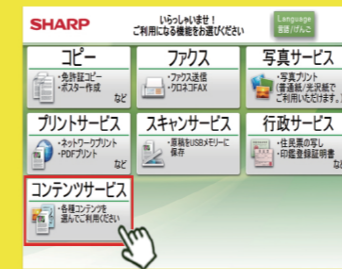 SHARP
いらっしゃいませ！
ご利用になる機能をお選びください
Language
言語/げんご
コピー
・免許証コピー
・ポスター作成
など
ファクス
・ファクス送信
・クロネコFAX
写真サービス
・写真プリント
(普通紙/光沢紙で
ご利用いただけます。)
プリントサービス
・ネットワークプリント
・PDFプリント
など
スキャンサービス
・原稿をUSBメモリーに
保存
行政サービス
・住民票の写し
・印鑑登録証明書
など
コンテンツサービス
・各種コンテンツを
選んでご利用ください